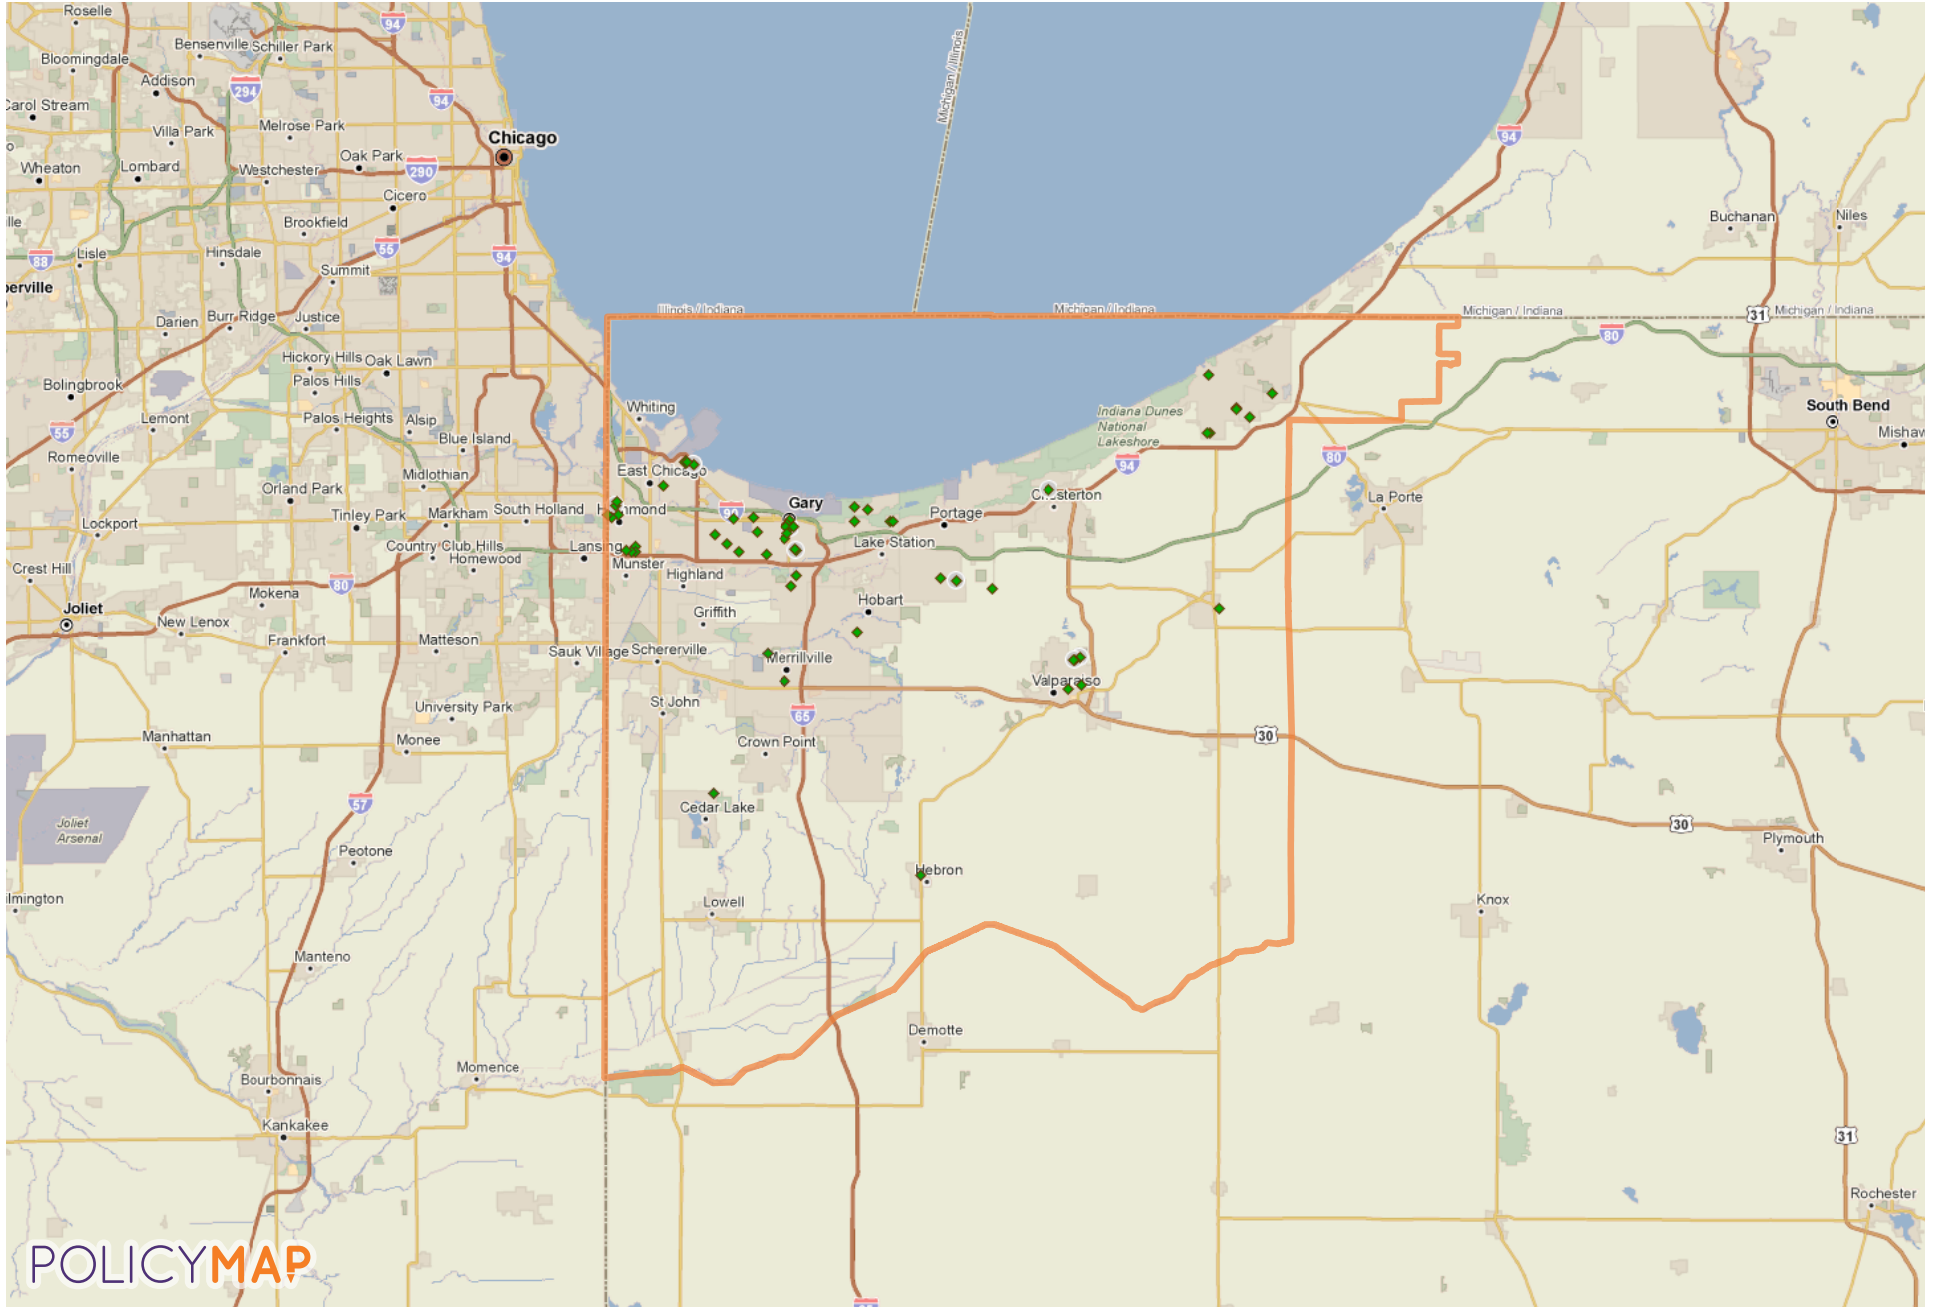 Roselle
94
Bensenville
Schiller Park
Bloomingdale
294
Addison
94
Carol Stream
Melrose Park
Villa Park
Chicago
Oak Park
Wheaton
Lombard
Westchester
290
Cicero
Brookfield
Lisle
Hinsdale
55
88
94
Summit
perville
Burr Ridge
Justice
Darien
Hickory Hills
Oak Lawn
Bolingbrook
Palos Hills
Lemont
Palos Heights
Alsip
55
Blue Island
Romeoville
Midlothian
Orland Park
Tinley Park
Markham
South Holland
Lockport
Country Club Hills
Homewood
Lansing
Crest Hill
80
Mokena
Joliet
New Lenox
Frankfort
Matteson
Sauk Village
University Park
Manhattan
Monee
57
Joliet
Arsenal
Peotone
ilmington
Manteno
Momence
Bourbonnais
Kankakee
Michigan / Illinois
Illinois / Indiana
Michigan / Indiana
Michigan / Indiana
Michigan / Indiana
94
Buchanan
Niles
31
80
South Bend
Mishaw
Whiting
East Chicago
Hammond
90
Gary
Indiana Dunes
National
Lakeshore
94
80
Chesterton
La Porte
Portage
Lake Station
Munster
Highland
Griffith
Hobart
Schererville
Merrillville
Valparaiso
St John
65
Crown Point
30
Cedar Lake
Hebron
Lowell
30
Plymouth
Knox
Demotte
31
Rochester
POLICYMAP